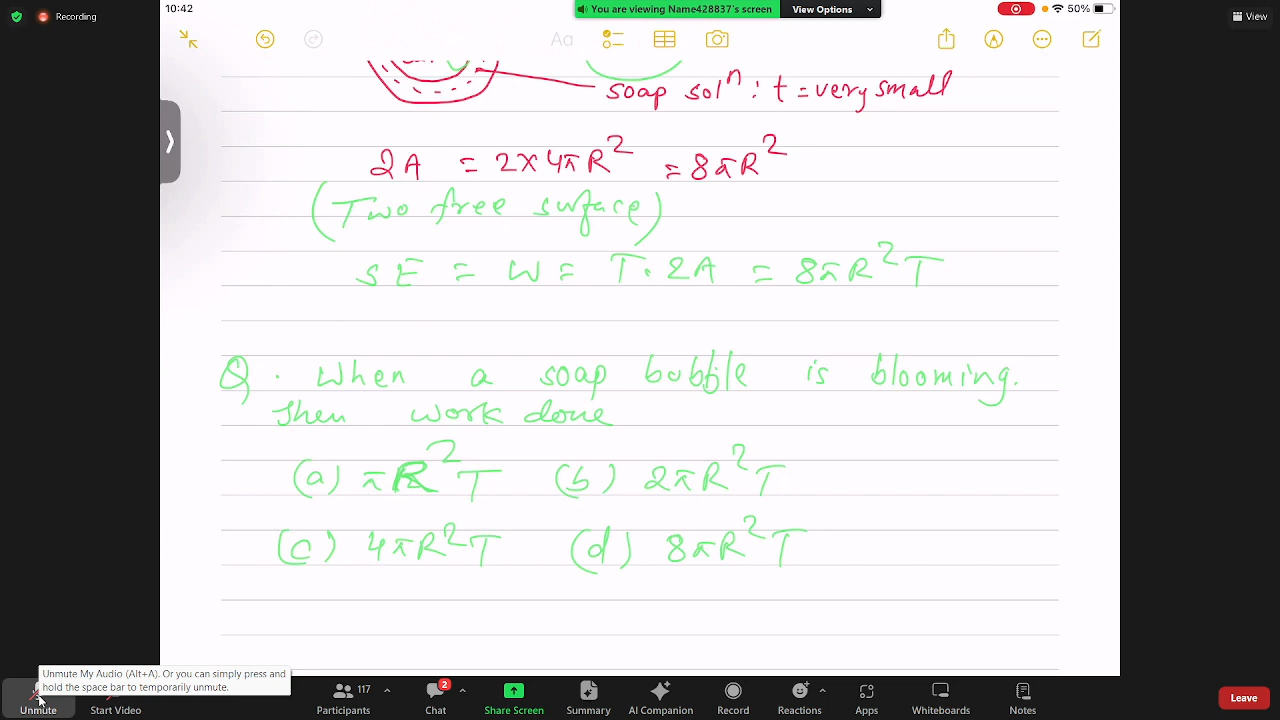 10:42
Recording
You are viewing Name428837's screen
View Options
50%
View
Aa
soap solⁿ : t = very small
2A = 2×4πR² = 8πR²
(Two free surface)
SE = W = T·2A = 8πR²T
Q. When a soap bubble is blooming.
then work done
(a) πR²T (b) 2πR²T
(c) 4πR²T (d) 8πR²T
Unmute My Audio (Alt+A). Or you can simply press and
hold the space bar to temporarily unmute.
117
2
Unmute Start Video Participants Chat Share Screen Summary AI Companion Record Reactions Apps Whiteboards Notes Leave